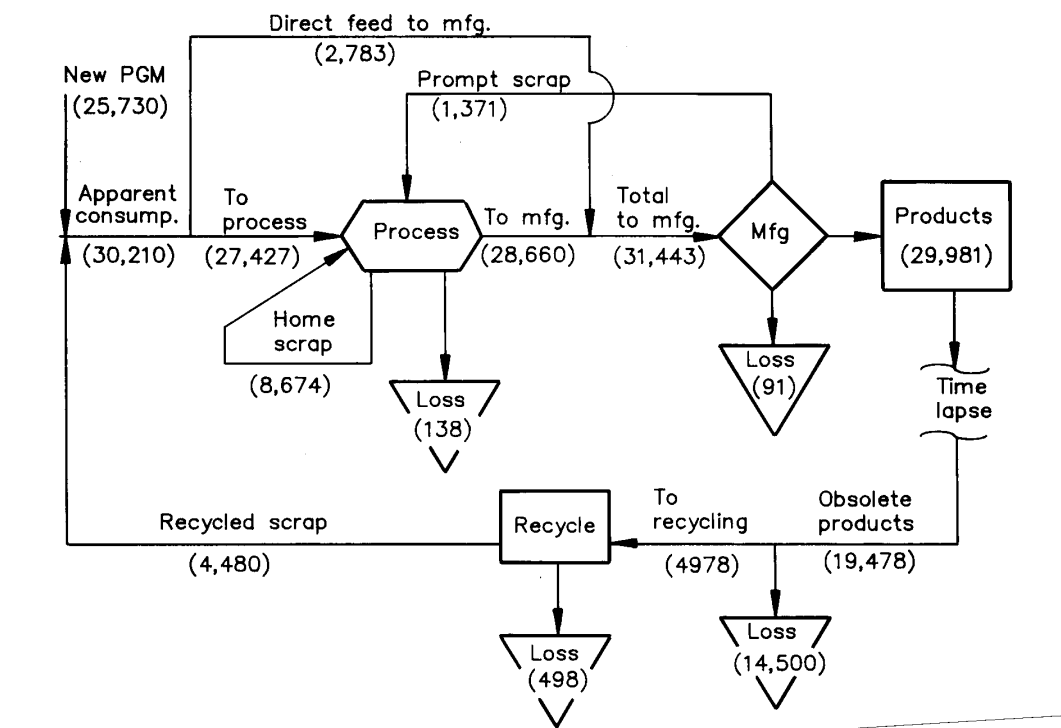 Direct feed to mfg.
(2,783)
New PGM
(25,730)
Prompt scrap
(1,371)
Apparent
consump.
(30,210)
To
process
(27,427)
Process
To mfg.
(28,660)
Total
to mfg.
(31,443)
Mfg
Products
(29,981)
Home
scrap
(8,674)
Loss
(138)
Loss
(91)
Time
lapse
Recycled scrap
(4,480)
Recycle
To
recycling
(4978)
Obsolete
products
(19,478)
Loss
(498)
Loss
(14,500)